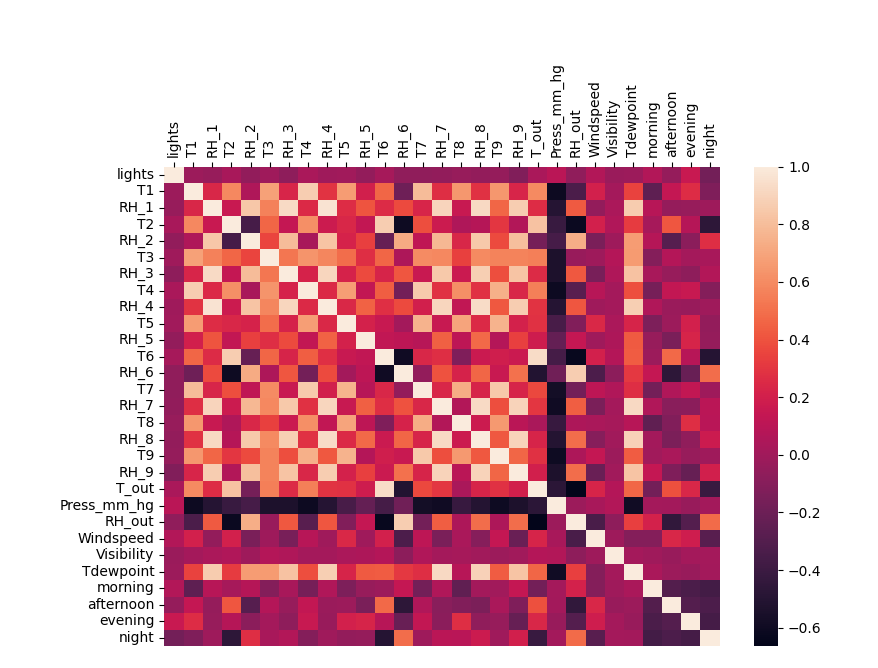 lights T1 RH_1 T2 RH_2 T3 RH_3 T4 RH_4 T5 RH_5 T6 RH_6 T7 RH_7 T8 RH_8 T9 RH_9 T_out Press_mm_hg RH_out Windspeed Visibility Tdewpoint morning afternoon evening night
lights
T1
RH_1
T2
RH_2
T3
RH_3
T4
RH_4
T5
RH_5
T6
RH_6
T7
RH_7
T8
RH_8
T9
RH_9
T_out
Press_mm_hg
RH_out
Windspeed
Visibility
Tdewpoint
morning
afternoon
evening
night
1.0
0.8
0.6
0.4
0.2
0.0
−0.2
−0.4
−0.6